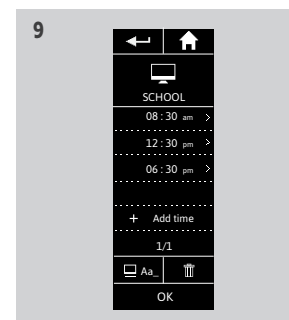 9
SCHOOL
08:30 am >
12:30 pm >
06:30 pm >
+ Add time
1/1
Aa_
OK